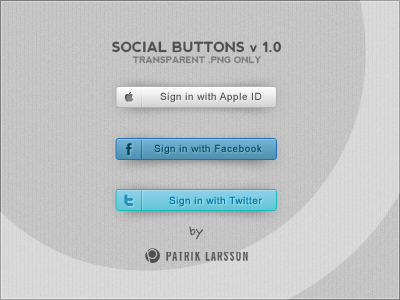 SOCIAL BUTTONS v 1.0
TRANSPARENT .PNG ONLY
Sign in with Apple ID
f Sign in with Facebook
t Sign in with Twitter
by
PATRIK LARSSON